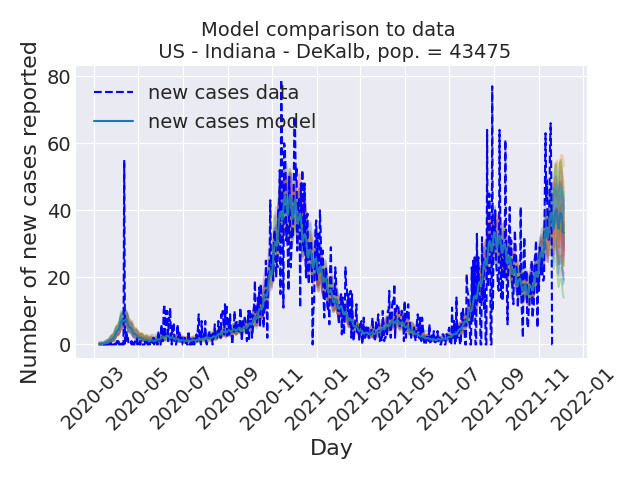 Model comparison to data
US - Indiana - DeKalb, pop. = 43475
Number of new cases reported
80
60
40
20
0
new cases data
new cases model
2020-03
2020-05
2020-07
2020-09
2020-11
2021-01
2021-03
2021-05
2021-07
2021-09
2021-11
2022-01
Day